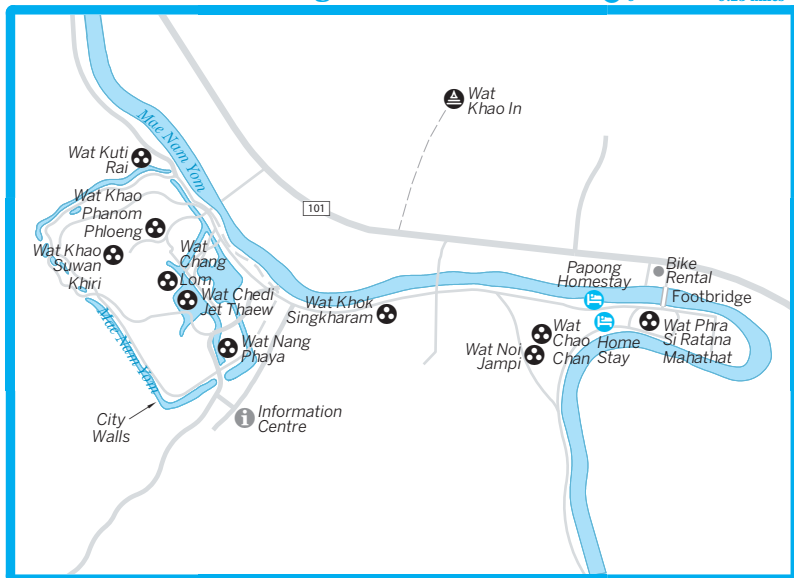 Wat
Khao In
Mae Nam Yom
Wat Kuti
Rai
Wat Khao
Phanom
Phloeng
101
Wat Khao
Suwan
Khiri
Wat
Chang
Lom
Wat Chedi
Jet Thaew
Wat Khok
Singkharam
Papong
Homestay
Bike
Rental
Footbridge
Wat Phra
Si Ratana
Mahathat
Wat
Chao
Chan
Home
Stay
Wat Noi
Jampi
Wat Nang
Phaya
Mae Nam Yom
City
Walls
i
Information
Centre